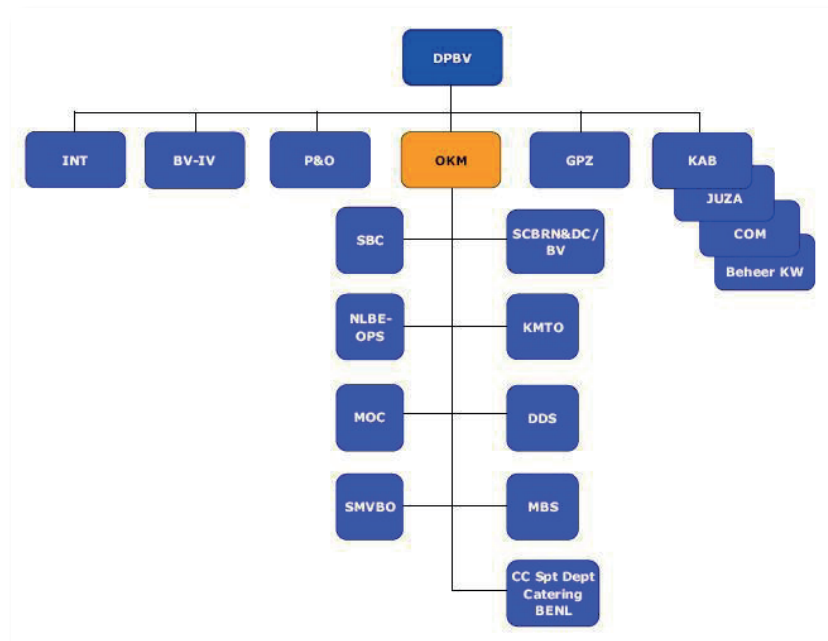 DPBV
INT
BV-IV
P&O
OKM
GPZ
KAB
JUZA
COM
Beheer KW
SBC
SCBRN&DC/
BV
NLBE-
OPS
KMTO
MOC
DDS
SMVBO
MBS
CC Spt Dept
Catering
BENL